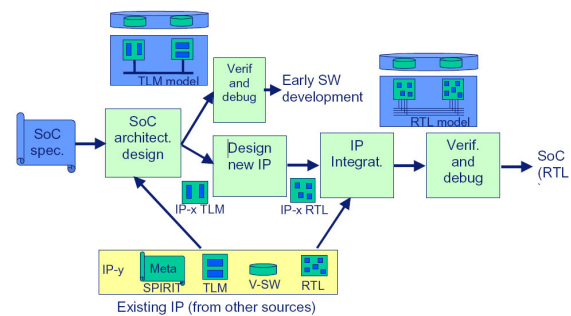 TLM model
Verif
and
debug
Early SW
development
RTL model
SoC
spec.
SoC
architect.
design
Design
new IP
IP
Integrat.
Verif.
and
debug
SoC
(RTL
`
IP-x TLM
IP-x RTL
IP-y
Meta
SPIRIT
TLM
V-SW
RTL
Existing IP (from other sources)